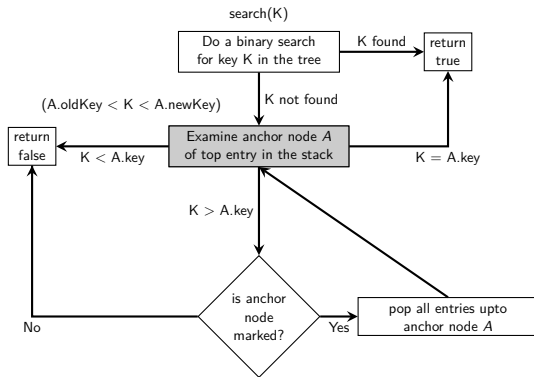 search(K)
Do a binary search
for key K in the tree
K found
return
true
K not found
(A.oldKey < K < A.newKey)
return
false
K < A.key
Examine anchor node A
of top entry in the stack
K = A.key
K > A.key
is anchor
node
marked?
No
Yes
pop all entries upto
anchor node A